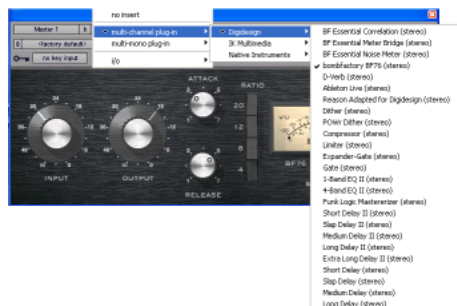 no insert
Master 1
b
multi-channel plug-in
Digidesign
<factory default>
multi-mono plug-in
IK Multimedia
no key input
Native Instruments
i/o
BF Essential Correlation (stereo)
BF Essential Meter Bridge (stereo)
BF Essential Noise Meter (stereo)
bombfactory BF76 (stereo)
D-Verb (stereo)
Ableton Live (stereo)
Reason Adapted for Digidesign (stereo)
Dither (stereo)
POWr Dither (stereo)
Compressor (stereo)
Limiter (stereo)
Expander-Gate (stereo)
Gate (stereo)
1-Band EQ II (stereo)
4-Band EQ II (stereo)
Funk Logic Mastererizer (stereo)
Short Delay II (stereo)
Slap Delay II (stereo)
Medium Delay II (stereo)
Long Delay II (stereo)
Extra Long Delay II (stereo)
Short Delay (stereo)
Slap Delay (stereo)
Medium Delay (stereo)
Long Delay (stereo)
ATTACK
RATIO
20
12
8
4
VU
BF76
INPUT
OUTPUT
RELEASE